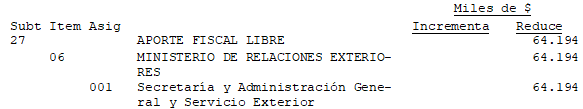 Miles de $
Subt Item Asig Incrementa Reduce
27 APORTE FISCAL LIBRE 64.194
06 MINISTERIO DE RELACIONES EXTERIO- 64.194
RES
001 Secretaría y Administración Gene- 64.194
ral y Servicio Exterior